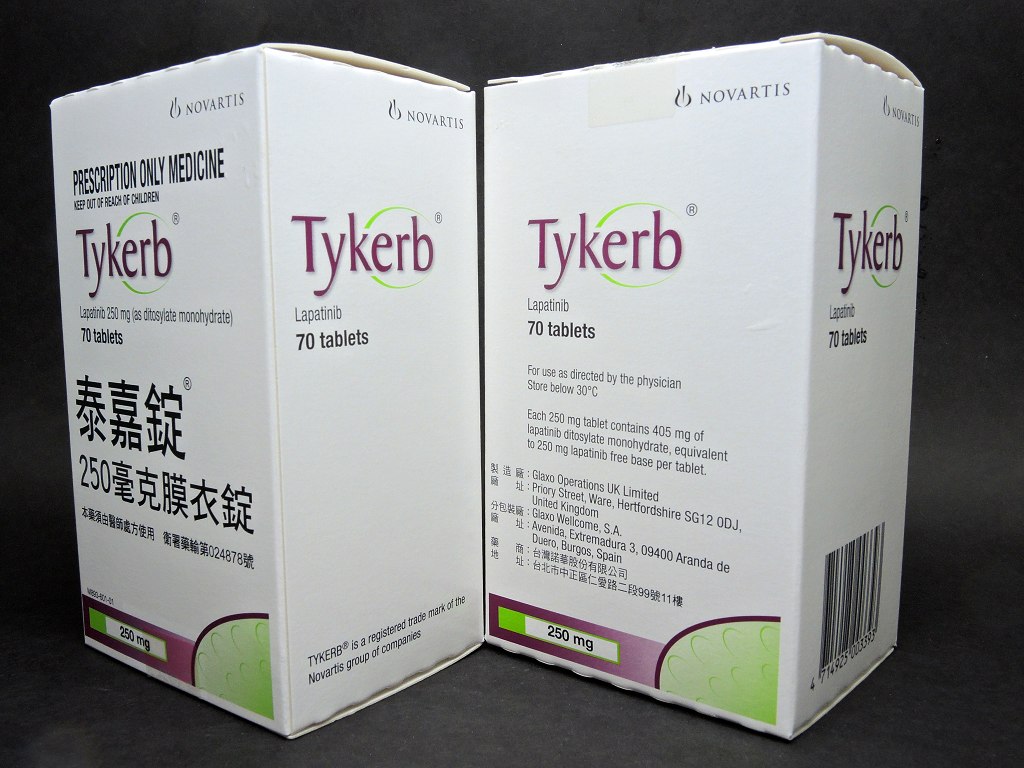 NOVARTIS
PRESCRIPTION ONLY MEDICINE
KEEP OUT OF REACH OF CHILDREN
Tykerb®
Lapatinib 250 mg (as ditosylate monohydrate)
70 tablets
泰嘉錠®
250毫克膜衣錠
本藥須由醫師處方使用 衛署藥輸第024878號
250 mg
NOVARTIS
Tykerb®
Lapatinib
70 tablets
TYKERB® is a registered trade mark of the
Novartis group of companies
NOVARTIS
Tykerb®
Lapatinib
70 tablets
For use as directed by the physician
Store below 30°C
Each 250 mg tablet contains 405 mg of
lapatinib ditosylate monohydrate, equivalent
to 250 mg lapatinib free base per tablet.
製造廠：Glaxo Operations UK Limited
廠址：Priory Street, Ware, Hertfordshire SG12 0DJ,
United Kingdom
分包裝廠：Glaxo Wellcome, S.A.
廠址：Avenida, Extremadura 3, 09400 Aranda de
Duero, Burgos, Spain
藥商：台灣諾華股份有限公司
地址：台北市中正區仁愛路二段99號11樓
250 mg
NOVARTIS
Tykerb®
Lapatinib
70 tablets
4 714925 003393